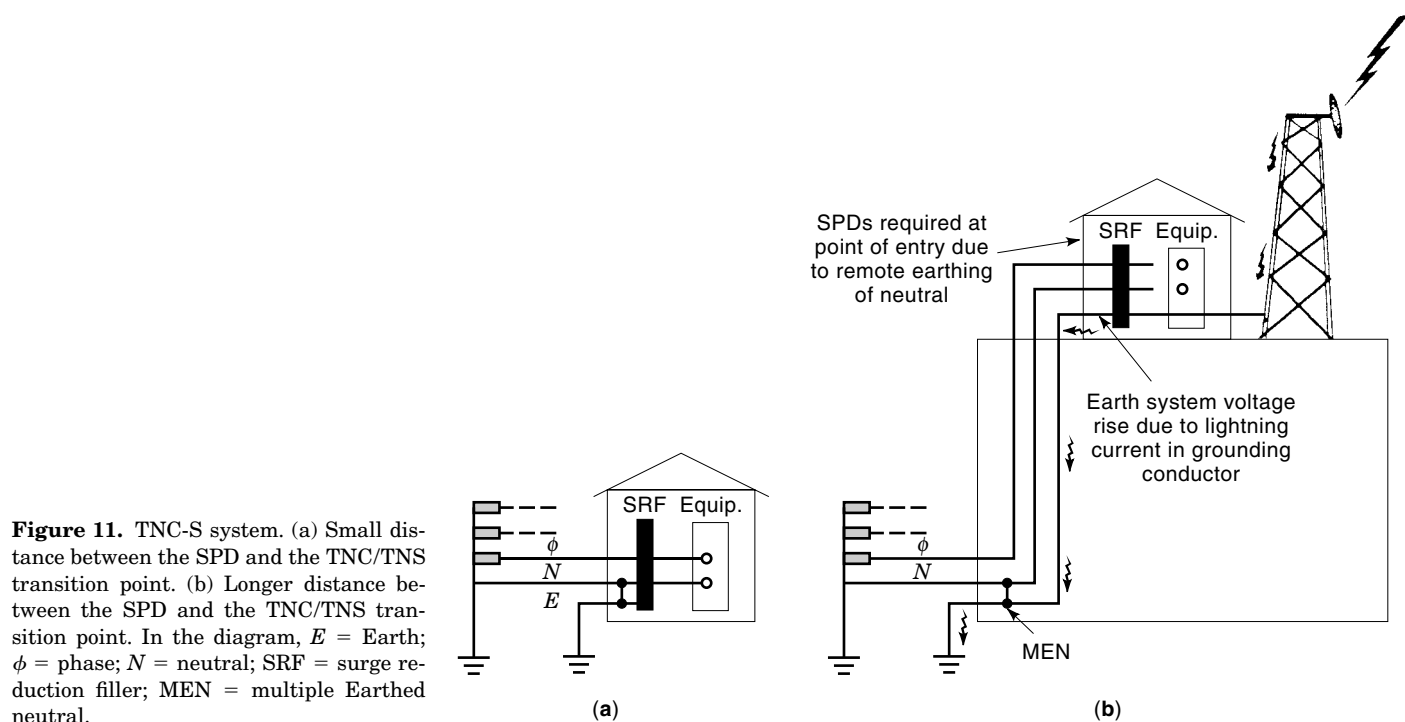 SPDs required at
point of entry due
to remote earthing
of neutral
SRF Equip.
Earth system voltage
rise due to lightning
current in grounding
conductor
SRF Equip.
ϕ
N
E
ϕ
N
MEN
(a)
(b)
Figure 11. TNC-S system. (a) Small dis-
tance between the SPD and the TNC/TNS
transition point. (b) Longer distance be-
tween the SPD and the TNC/TNS tran-
sition point. In the diagram, E = Earth;
ϕ = phase; N = neutral; SRF = surge re-
duction filler; MEN = multiple Earthed
neutral.